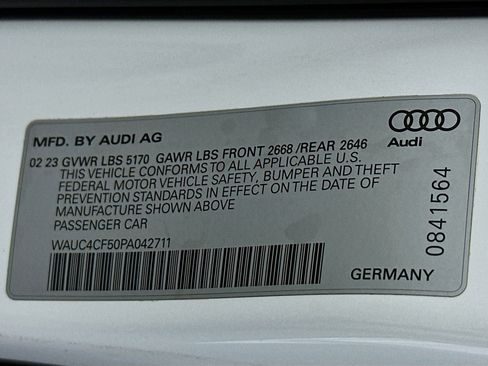 MFD. BY AUDI AG
02 23 GVWR LBS 5170 GAWR LBS FRONT 2668 /REAR 2646
THIS VEHICLE CONFORMS TO ALL APPLICABLE U.S.
FEDERAL MOTOR VEHICLE SAFETY, BUMPER AND THEFT
PREVENTION STANDARDS IN EFFECT ON THE DATE OF
MANUFACTURE SHOWN ABOVE
PASSENGER CAR
WAUC4CF50PA042711
Audi
0841564
GERMANY